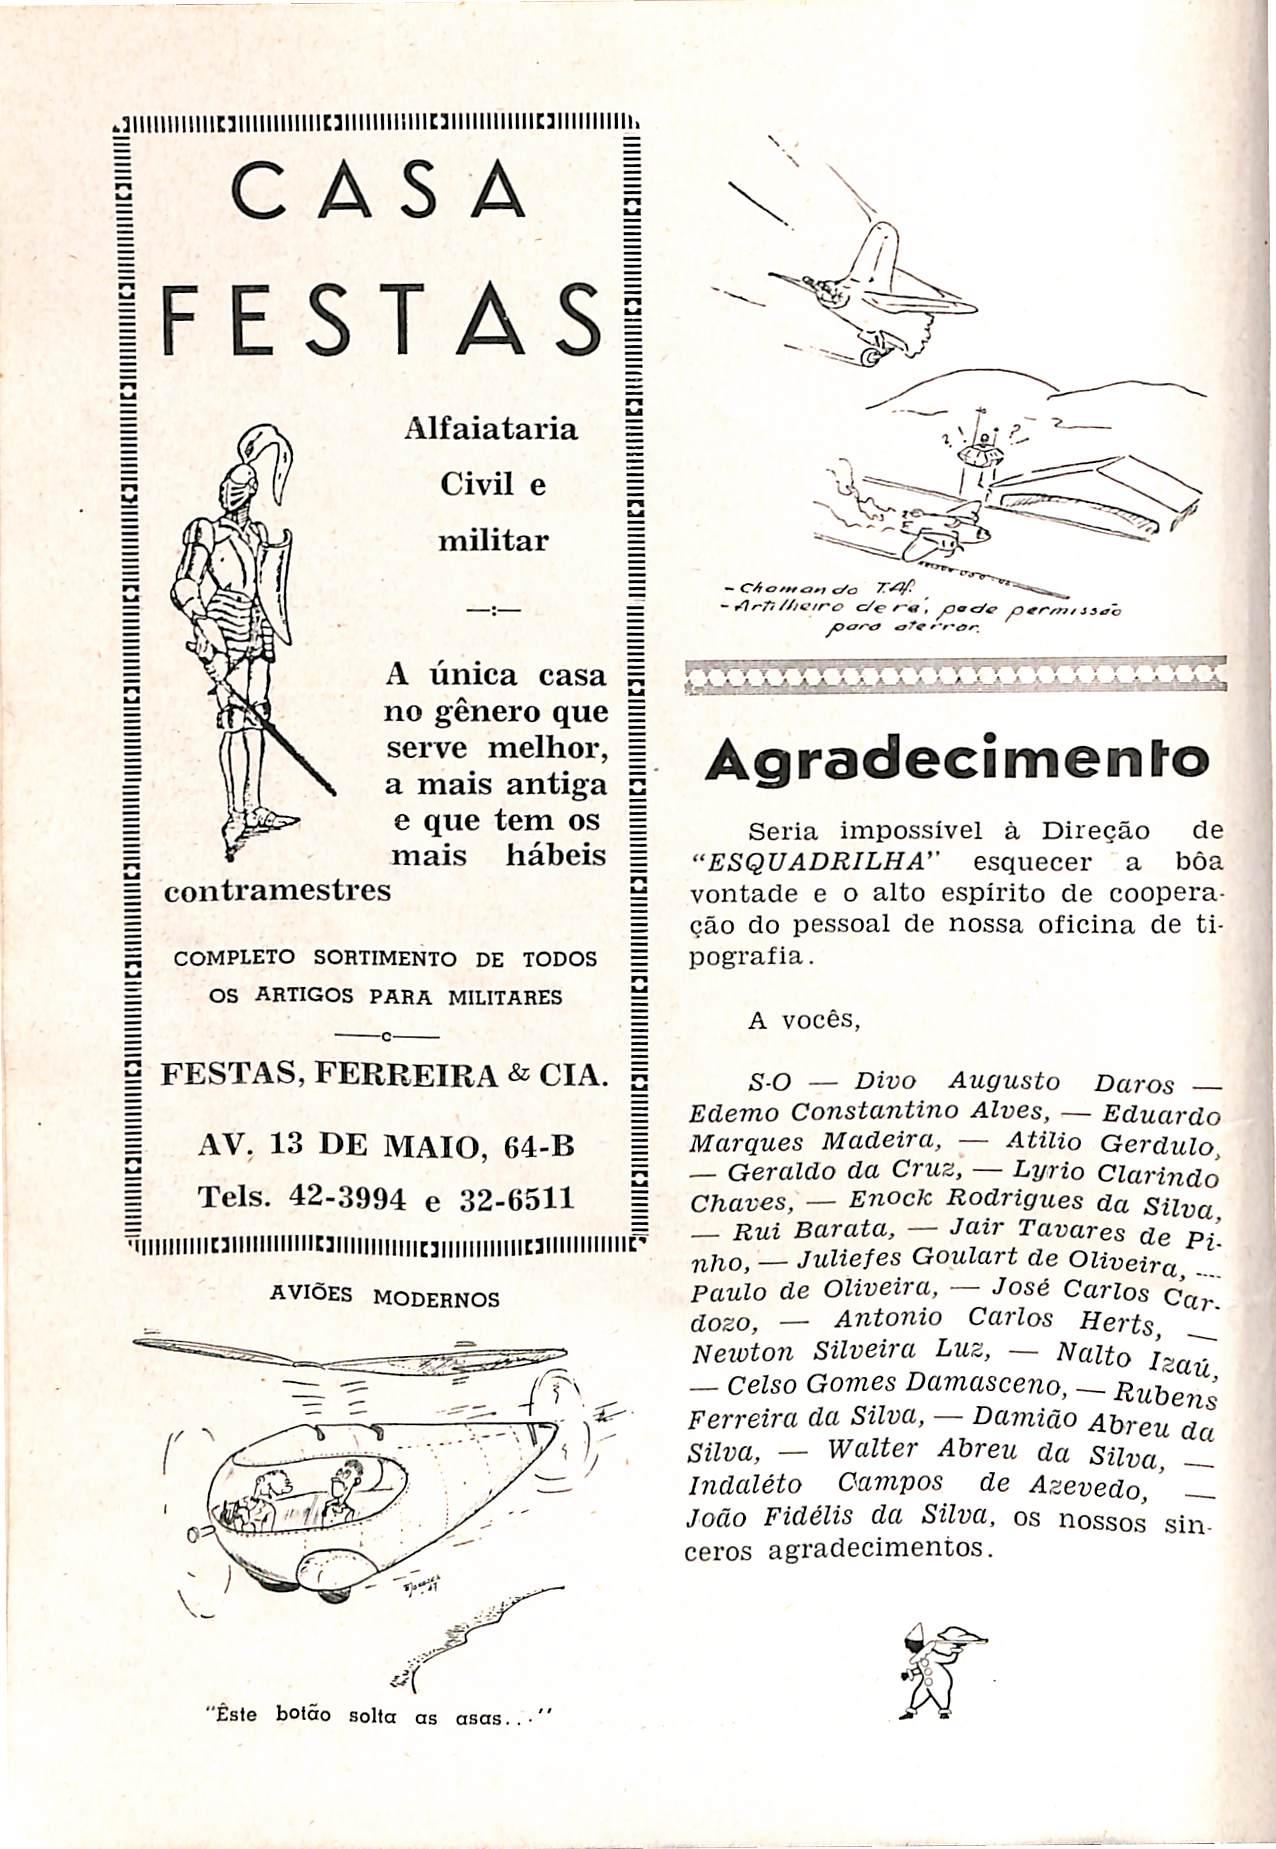 CASA
FESTAS
Alfaiataria
Civil e
militar
A única casa
no gênero que
serve melhor,
a mais antiga
e que tem os
mais hábeis
contramestres
COMPLETO SORTIMENTO DE TODOS
OS ARTIGOS PARA MILITARES
FESTAS, FERREIRA & CIA.
AV. 13 DE MAIO, 64-B
Tels. 42-3994 e 32-6511
AVIÕES MODERNOS
"Êste botão solta as asas..."
- Chamando T.Af.
- Artilheiro de ré, pede permissão
para aterrar.
Agradecimento
Seria impossível à Direção de
"ESQUADRILHA" esquecer a bôa
vontade e o alto espírito de coopera-
ção do pessoal de nossa oficina de ti-
pografia.
A vocês,
S-O — Divo Augusto Daros —
Edemo Constantino Alves, — Eduardo
Marques Madeira, — Atilio Gerdulo,
— Geraldo da Cruz, — Lyrio Clarindo
Chaves, — Enock Rodrigues da Silva,
— Rui Barata, — Jair Tavares de Pi-
nho, — Juliefes Goulart de Oliveira, —
Paulo de Oliveira, — José Carlos Car-
dozo, — Antonio Carlos Herts, —
Newton Silveira Luz, — Nalto Izaú,
— Celso Gomes Damasceno, — Rubens
Ferreira da Silva, — Damião Abreu da
Silva, — Walter Abreu da Silva, —
Indaléto Campos de Azevedo, —
João Fidélis da Silva, os nossos sin-
ceros agradecimentos.